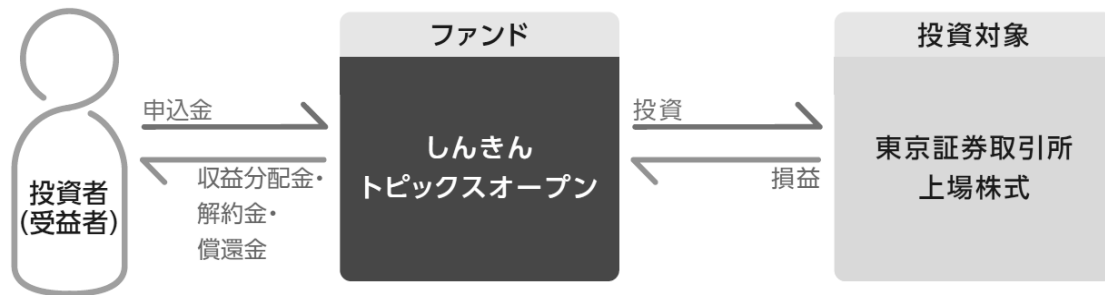 ファンド
投資対象
申込金
投資
しんきん
トピックスオープン
東京証券取引所
上場株式
収益分配金・
解約金・
償還金
損益
投資者
(受益者)